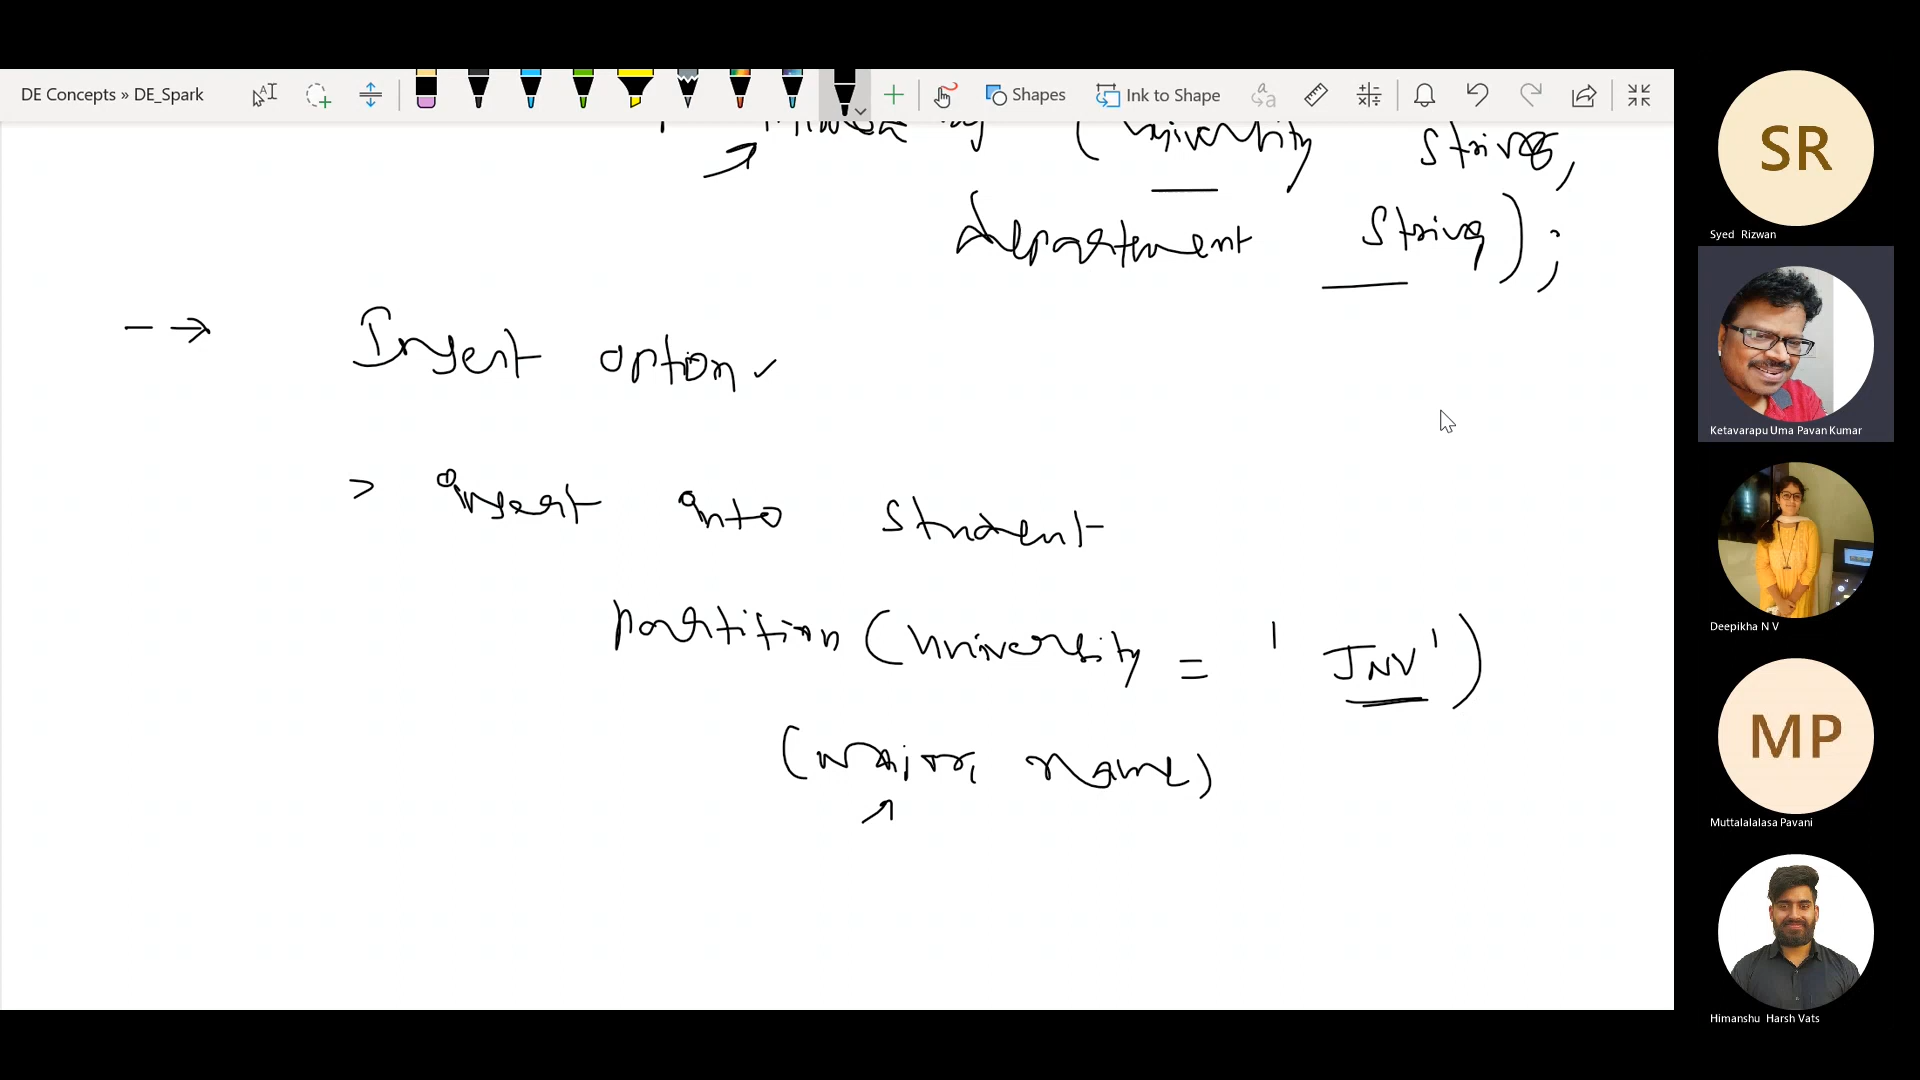 DE Concepts » DE_Spark
Shapes
Ink to Shape
SR
Syed Rizwan
(University String,
department String);
Ketavarapu Uma Pavan Kumar
--> Insert option ✓
> insert into Student
Deepikha N V
partition (University = 'JNV')
(major, name)
MP
Muttalalalasa Pavani
Himanshu Harsh Vats